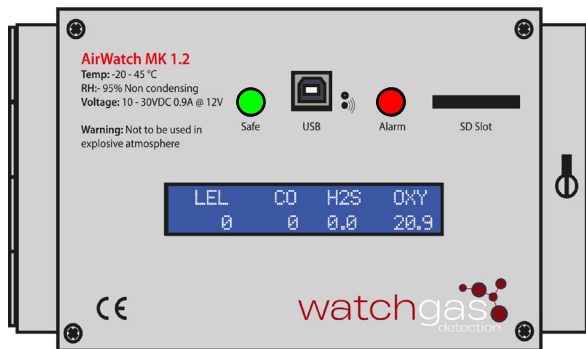 AirWatch MK 1.2
Temp: -20 - 45 °C
RH:- 95% Non condensing
Voltage: 10 - 30VDC 0.9A @ 12V
Warning: Not to be used in
explosive atmosphere
Safe USB Alarm SD Slot
LEL CO H2S OXY
0 0 0.0 20.9
CE
watchgas
detection